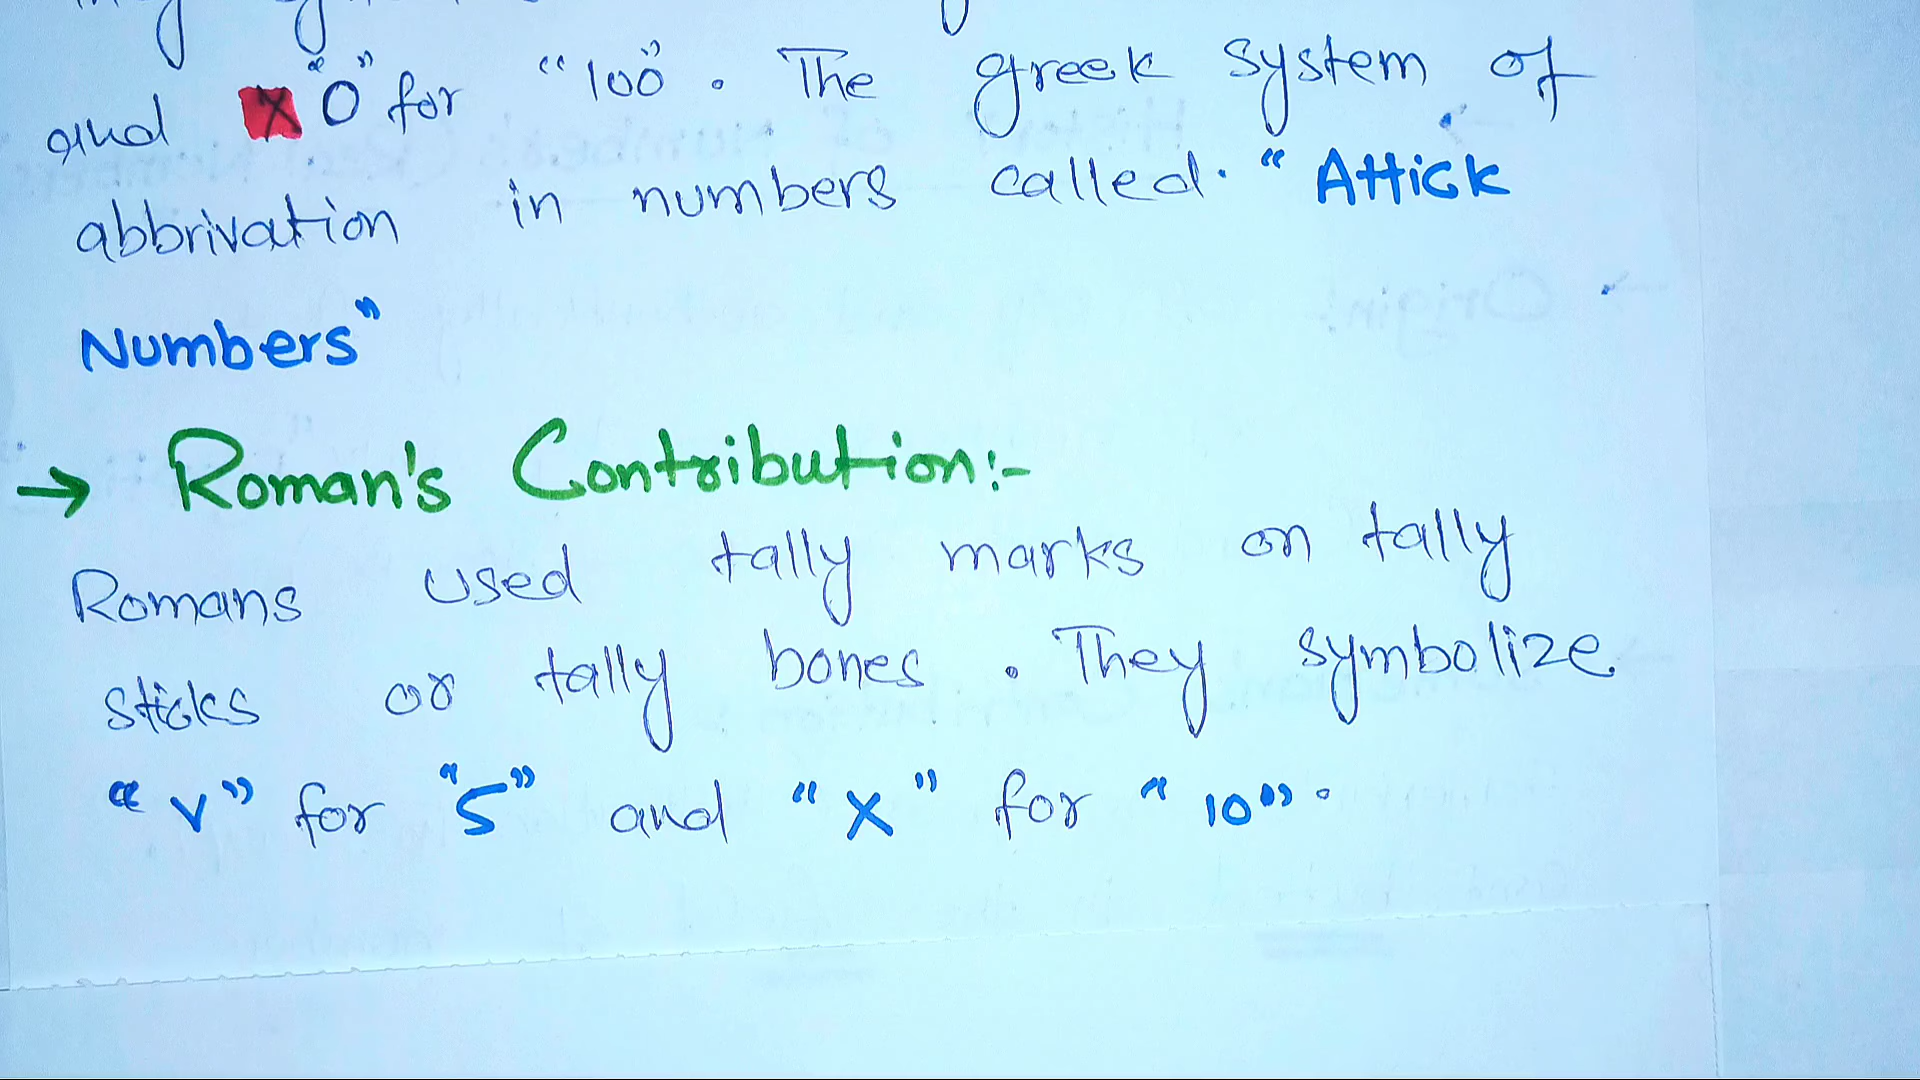 and X "0" for "100". The greek system of
abbrivation in numbers called. "Attick
Numbers"
→ Roman's Contribution:-
Romans used tally marks on tally
sticks or tally bones. They symbolize
"V" for "5" and "X" for "10".